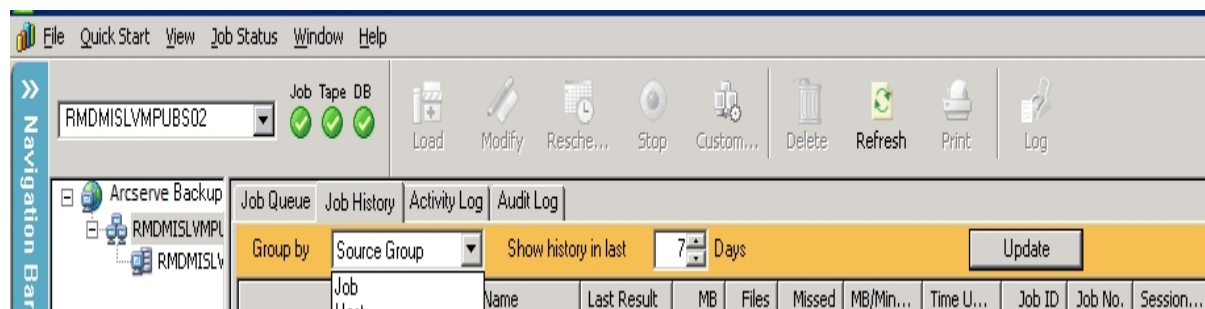 File Quick Start View Job Status Window Help
Navigation Bar
RMDMISLVMPUBS02
Job Tape DB
Load Modify Resche... Stop Custom... Delete Refresh Print Log
Arcserve Backup
RMDMISLVMPU
RMDMISLV
Job Queue Job History Activity Log Audit Log
Group by Source Group Show history in last 7 Days Update
Job
Name Last Result MB Files Missed MB/Min... Time U... Job ID Job No. Session...